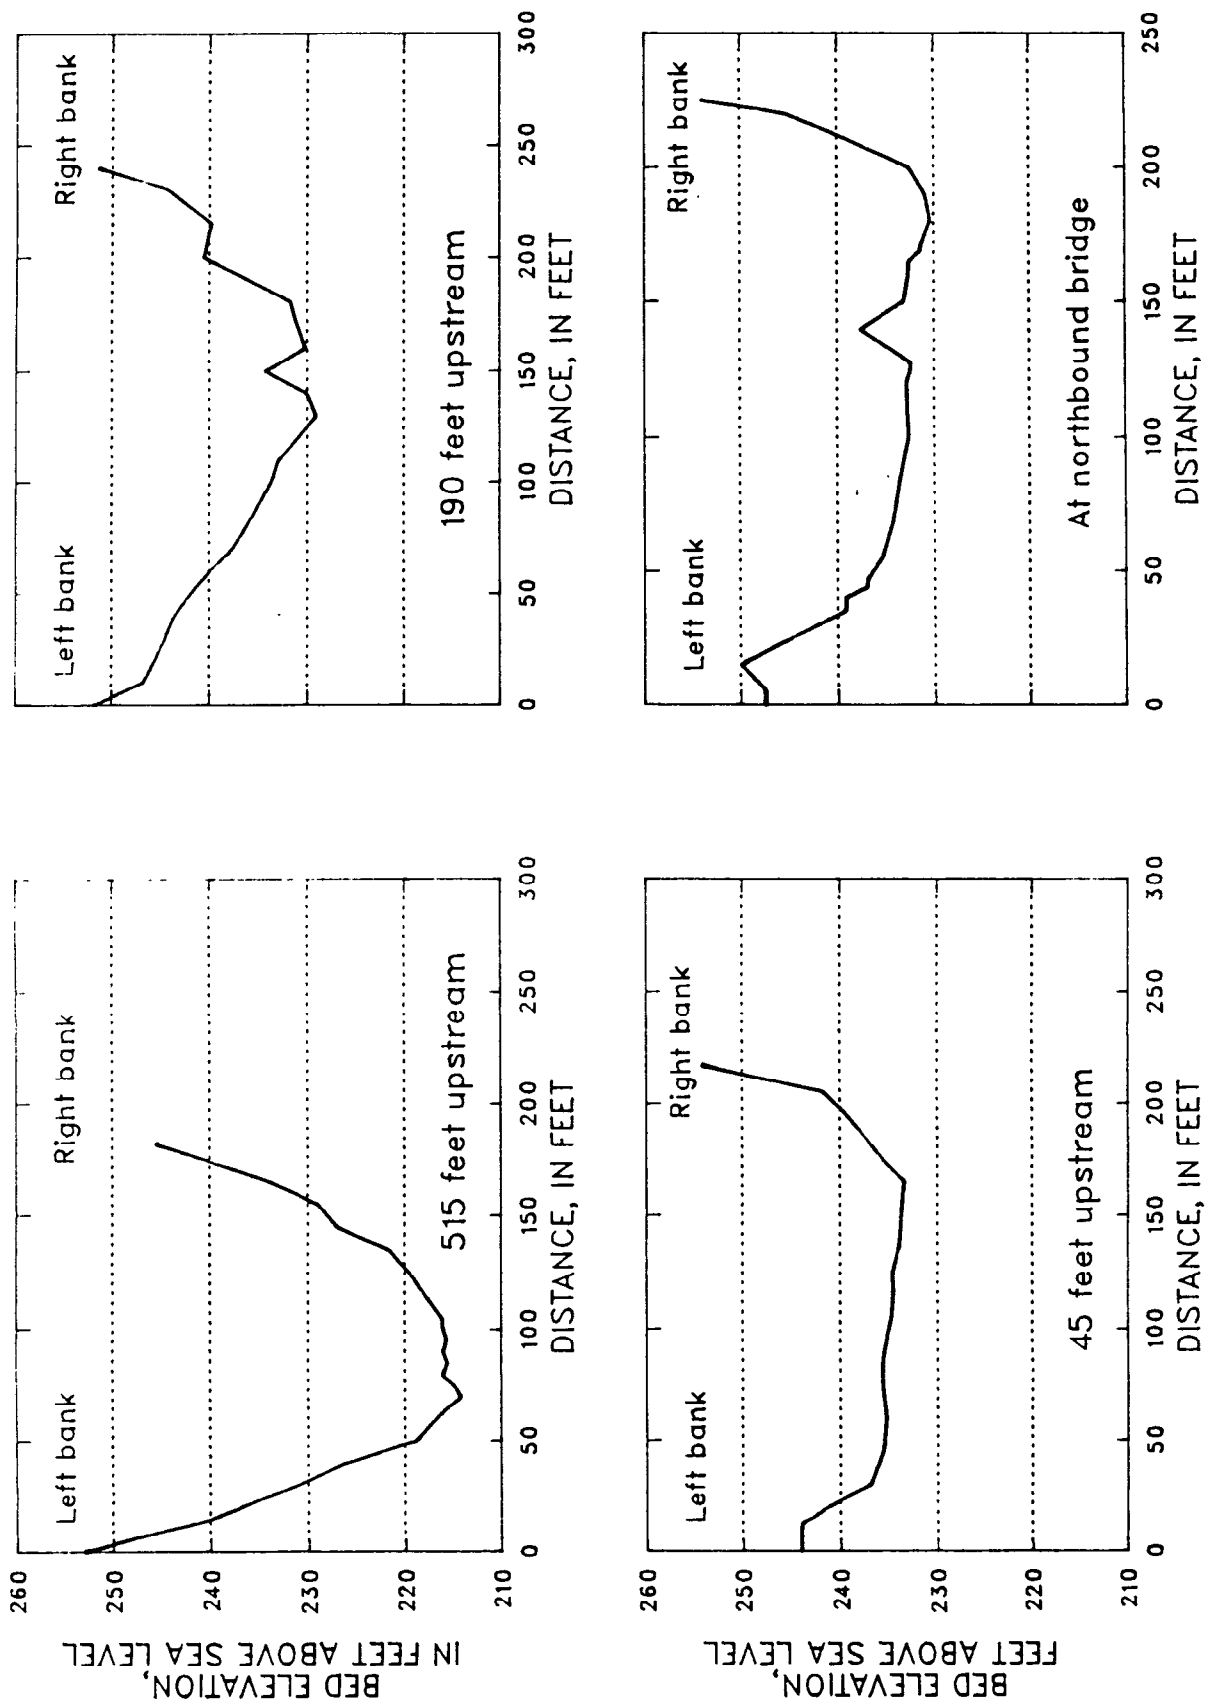 BED ELEVATION,
IN FEET ABOVE SEA LEVEL
260
250
240
230
220
210
Left bank
Right bank
515 feet upstream
0 50 100 150 200 250 300
DISTANCE, IN FEET
Left bank
Right bank
190 feet upstream
0 50 100 150 200 250 300
DISTANCE, IN FEET
BED ELEVATION,
FEET ABOVE SEA LEVEL
260
250
240
230
220
210
Left bank
Right bank
45 feet upstream
0 50 100 150 200 250 300
DISTANCE, IN FEET
Left bank
Right bank
At northbound bridge
0 50 100 150 200 250
DISTANCE, IN FEET